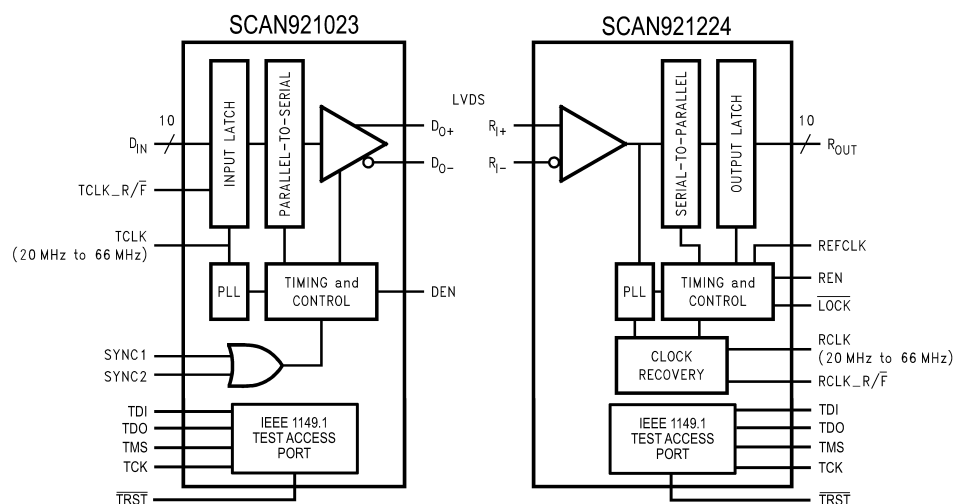 SCAN921023
SCAN921224
10
D_IN
TCLK_R/F̅
TCLK
(20 MHz to 66 MHz)
SYNC1
SYNC2
TDI
TDO
TMS
TCK
T̅R̅S̅T̅
INPUT LATCH
PARALLEL-TO-SERIAL
PLL
TIMING and
CONTROL
IEEE 1149.1
TEST ACCESS
PORT
LVDS
D_O+
D_O-
DEN
R_I+
R_I-
SERIAL-TO-PARALLEL
OUTPUT LATCH
PLL
TIMING and
CONTROL
CLOCK
RECOVERY
IEEE 1149.1
TEST ACCESS
PORT
10
R_OUT
REFCLK
REN
L̅O̅C̅K̅
RCLK
(20 MHz to 66 MHz)
RCLK_R/F̅
TDI
TDO
TMS
TCK
T̅R̅S̅T̅